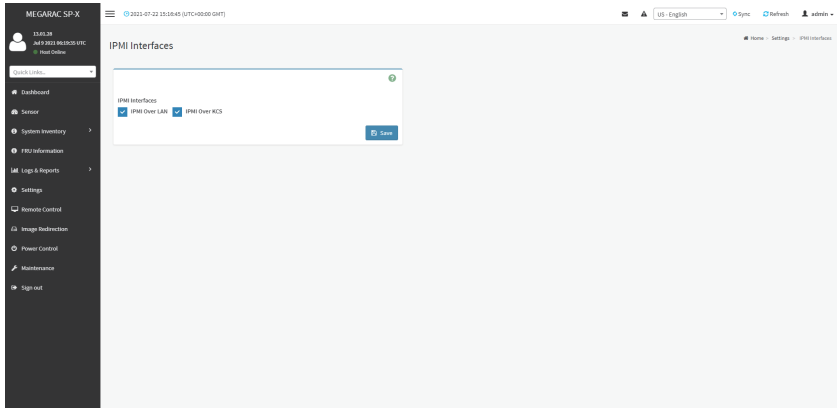 MEGARAC SP-X
2021-07-22 15:16:45 (UTC+00:00 GMT)
US - English
Sync
Refresh
admin
13.01.28
Jul 9 2021 06:19:35 UTC
Host Online
Quick Links...
Dashboard
Sensor
System Inventory
FRU Information
Logs & Reports
Settings
Remote Control
Image Redirection
Power Control
Maintenance
Sign out
IPMI Interfaces
Home > Settings > IPMI Interfaces
IPMI Interfaces
IPMI Over LAN IPMI Over KCS
Save